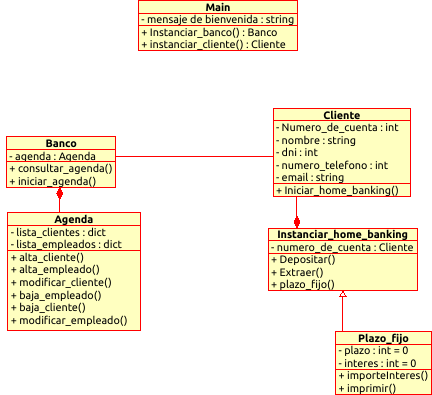 Main
- mensaje de bienvenida : string
+ Instanciar_banco() : Banco
+ instanciar_cliente() : Cliente
Banco
- agenda : Agenda
+ consultar_agenda()
+ iniciar_agenda()
Cliente
- Numero_de_cuenta : int
- nombre : string
- dni : int
- numero_telefono : int
- email : string
+ Iniciar_home_banking()
Agenda
- lista_clientes : dict
- lista_empleados : dict
+ alta_cliente()
+ alta_empleado()
+ modificar_cliente()
+ baja_empleado()
+ baja_cliente()
+ modificar_empleado()
Instanciar_home_banking
- numero_de_cuenta : Cliente
+ Depositar()
+ Extraer()
+ plazo_fijo()
Plazo_fijo
- plazo : int = 0
- interes : int = 0
+ importeInteres()
+ imprimir()